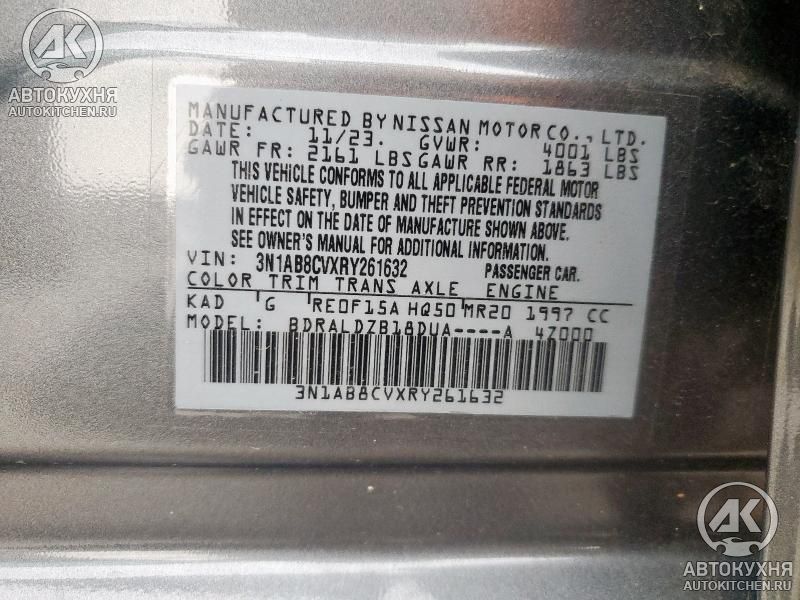 AK
АВТОКУХНЯ
AUTOKITCHEN.RU
MANUFACTURED BY NISSAN MOTOR CO., LTD.
DATE: 11/23. GVWR: 4001 LBS
GAWR FR: 2161 LBS GAWR RR: 1863 LBS
THIS VEHICLE CONFORMS TO ALL APPLICABLE FEDERAL MOTOR
VEHICLE SAFETY, BUMPER AND THEFT PREVENTION STANDARDS
IN EFFECT ON THE DATE OF MANUFACTURE SHOWN ABOVE.
SEE OWNER'S MANUAL FOR ADDITIONAL INFORMATION.
VIN: 3N1AB8CVXRY261632 PASSENGER CAR.
COLOR TRIM TRANS AXLE ENGINE
KAD G RE0F15A HQ50 MR20 1997 CC
MODEL: BDRALDZB18DUA----A 47000
3N1AB8CVXRY261632
AK
АВТОКУХНЯ
AUTOKITCHEN.RU